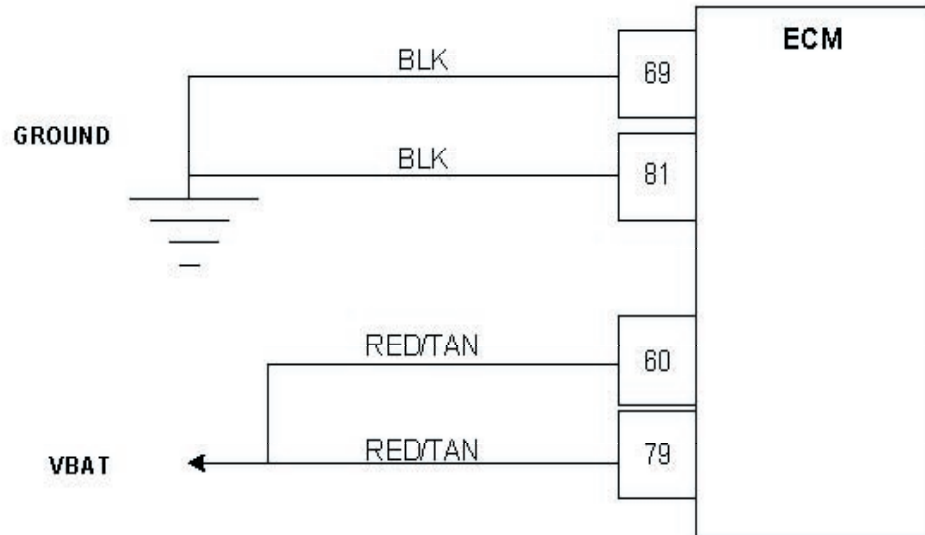 ECM
BLK
69
GROUND
BLK
81
RED/TAN
60
VBAT
RED/TAN
79